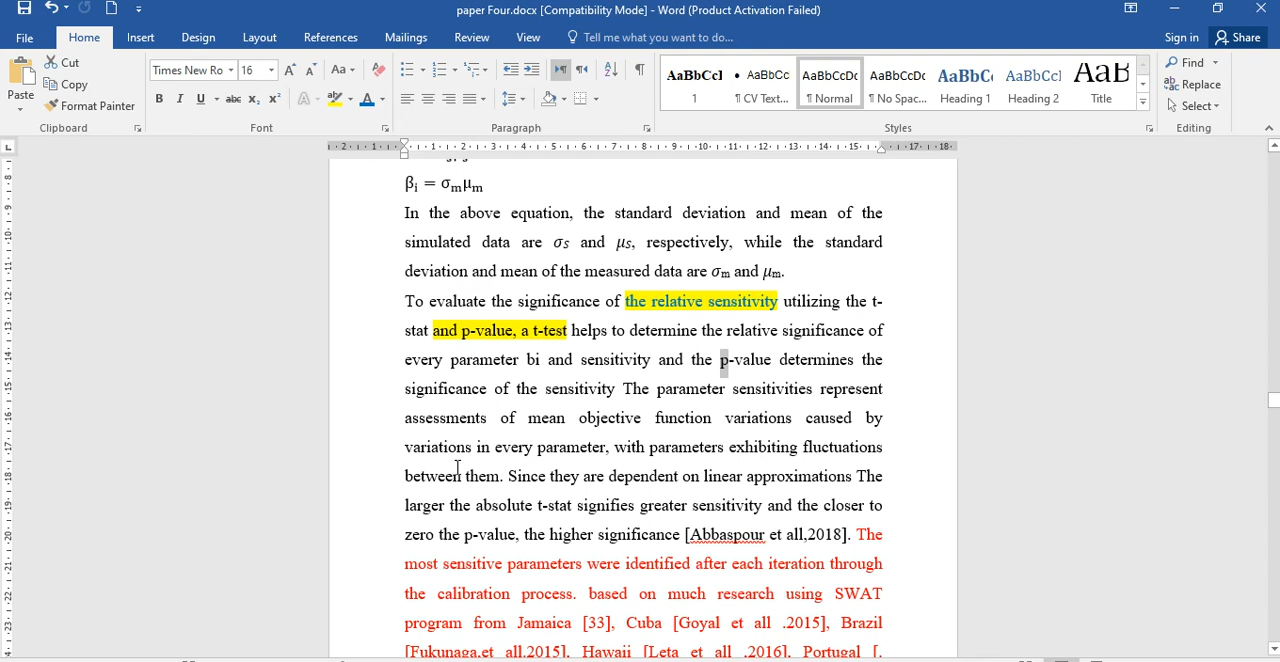 paper Four.docx [Compatibility Mode] - Word (Product Activation Failed)
File Home Insert Design Layout References Mailings Review View Tell me what you want to do... Sign in Share
Paste Cut Copy Format Painter
Times New Ro 16
Clipboard Font Paragraph Styles Editing
AaBbCcI AaBbCc AaBbCcDc AaBbCcDc AaBbC AaBbCcI AaB
1 ¶ CV Text... ¶ Normal ¶ No Spac... Heading 1 Heading 2 Title
Find Replace Select
βi = σmμm
In the above equation, the standard deviation and mean of the
simulated data are σS and μS, respectively, while the standard
deviation and mean of the measured data are σm and μm.
To evaluate the significance of the relative sensitivity utilizing the t-
stat and p-value, a t-test helps to determine the relative significance of
every parameter bi and sensitivity and the p-value determines the
significance of the sensitivity The parameter sensitivities represent
assessments of mean objective function variations caused by
variations in every parameter, with parameters exhibiting fluctuations
between them. Since they are dependent on linear approximations The
larger the absolute t-stat signifies greater sensitivity and the closer to
zero the p-value, the higher significance [Abbaspour et all,2018]. The
most sensitive parameters were identified after each iteration through
the calibration process. based on much research using SWAT
program from Jamaica [33], Cuba [Goyal et all .2015], Brazil
[Fukunaga,et all.2015], Hawaii [Leta et all .2016], Portugal [.